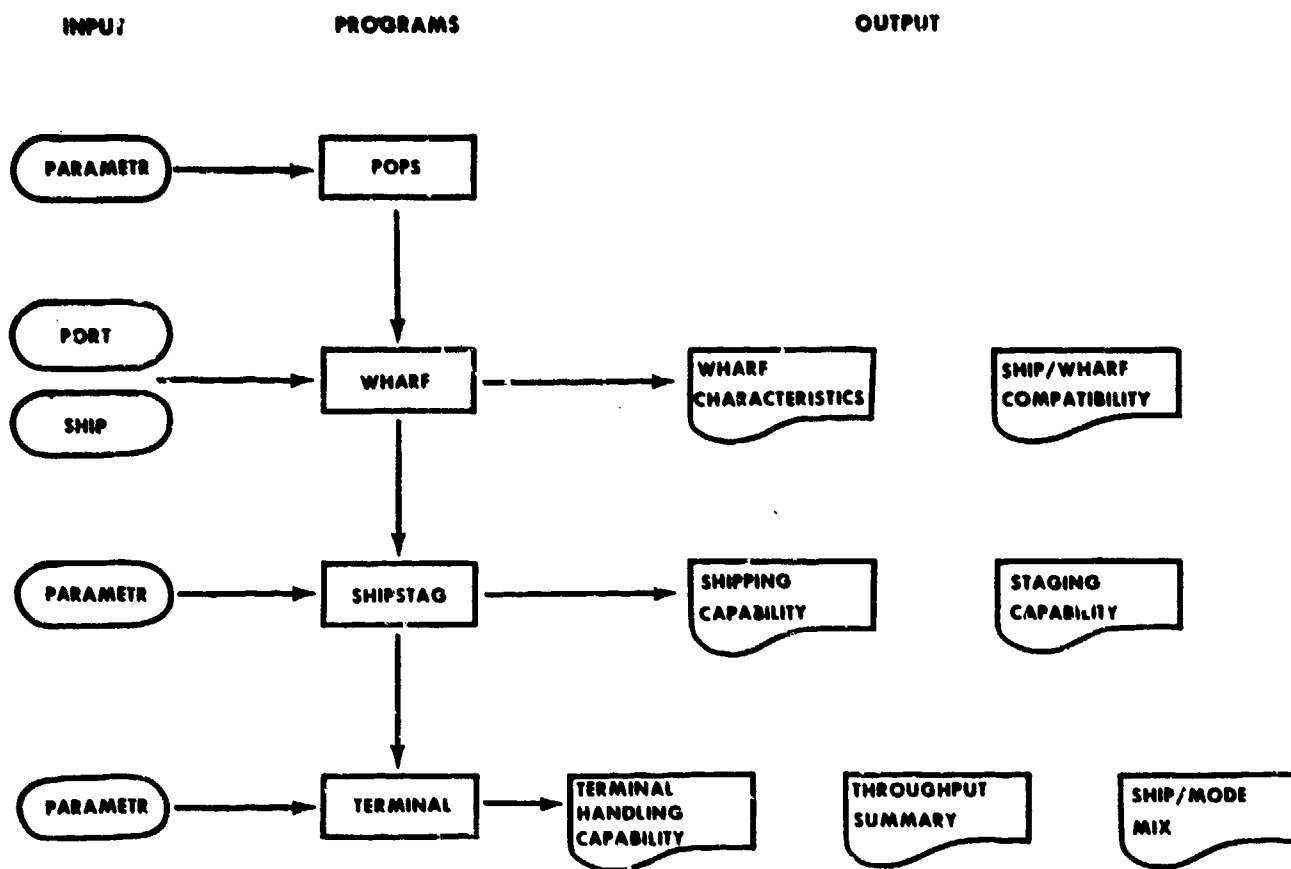 INPUT
PROGRAMS
OUTPUT
PARAMETR
POPS
PORT
SHIP
WHARF
WHARF
CHARACTERISTICS
SHIP/WHARF
COMPATIBILITY
PARAMETR
SHIPSTAG
SHIPPING
CAPABILITY
STAGING
CAPABILITY
PARAMETR
TERMINAL
TERMINAL
HANDLING
CAPABILITY
THROUGHPUT
SUMMARY
SHIP/MODE
MIX